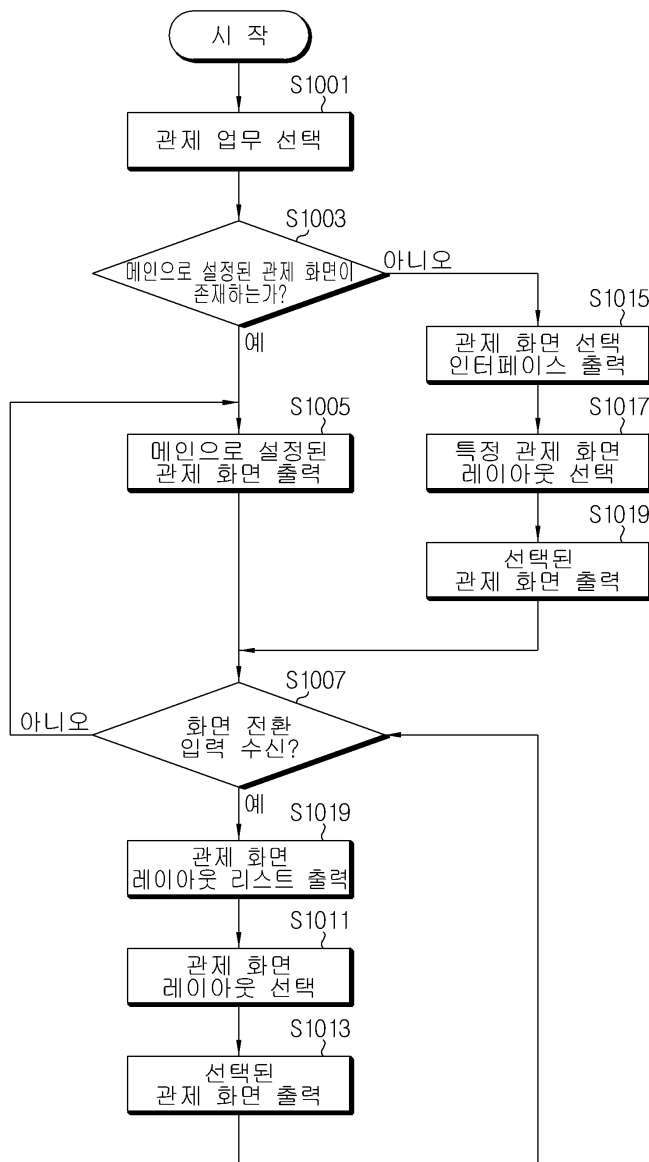 시 작
S1001
관제 업무 선택
S1003
메인으로 설정된 관제 화면이
존재하는가?
아니오
예
S1015
관제 화면 선택
인터페이스 출력
S1005
메인으로 설정된
관제 화면 출력
S1017
특정 관제 화면
레이아웃 선택
S1019
선택된
관제 화면 출력
S1007
화면 전환
입력 수신?
아니오
예
S1019
관제 화면
레이아웃 리스트 출력
S1011
관제 화면
레이아웃 선택
S1013
선택된
관제 화면 출력